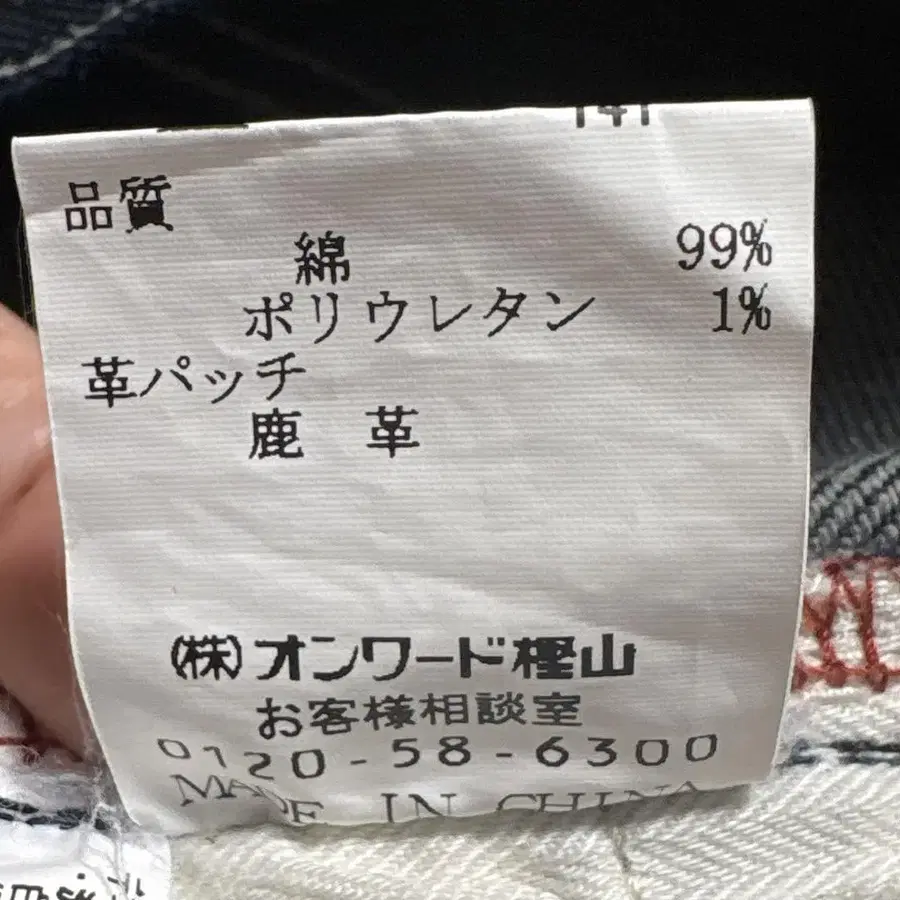 品質
綿 99%
ポリウレタン 1%
革パッチ
鹿 革
㈱オンワード樫山
お客様相談室
0120-58-6300
MADE IN CHINA